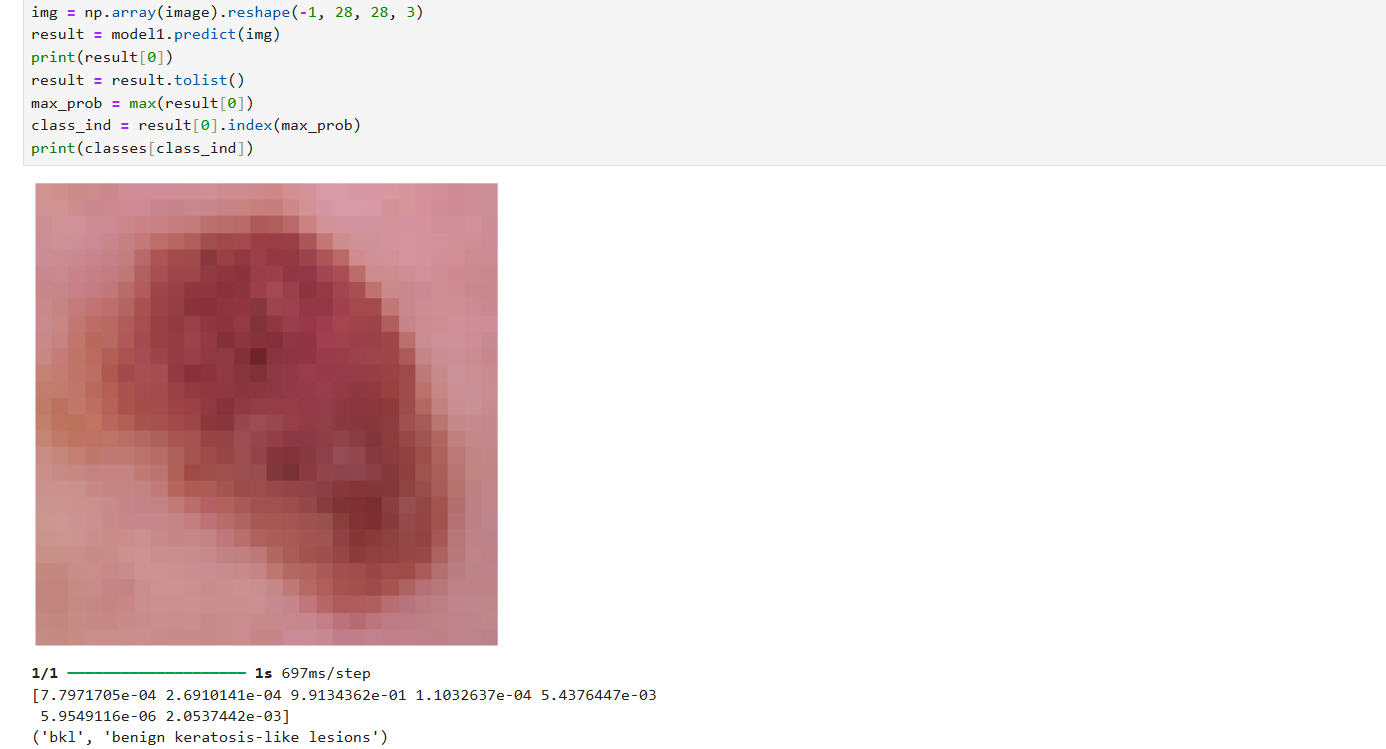 img = np.array(image).reshape(-1, 28, 28, 3)
result = model1.predict(img)
print(result[0])
result = result.tolist()
max_prob = max(result[0])
class_ind = result[0].index(max_prob)
print(classes[class_ind])
1/1 ━━━━━━━━━━━━━━━━━━━━ 1s 697ms/step
[7.7971705e-04 2.6910141e-04 9.9134362e-01 1.1032637e-04 5.4376447e-03
5.9549116e-06 2.0537442e-03]
('bkl', 'benign keratosis-like lesions')